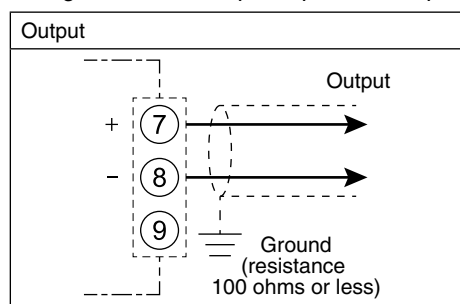 Output
Output
+ 7
− 8
9
Ground
(resistance
100 ohms or less)